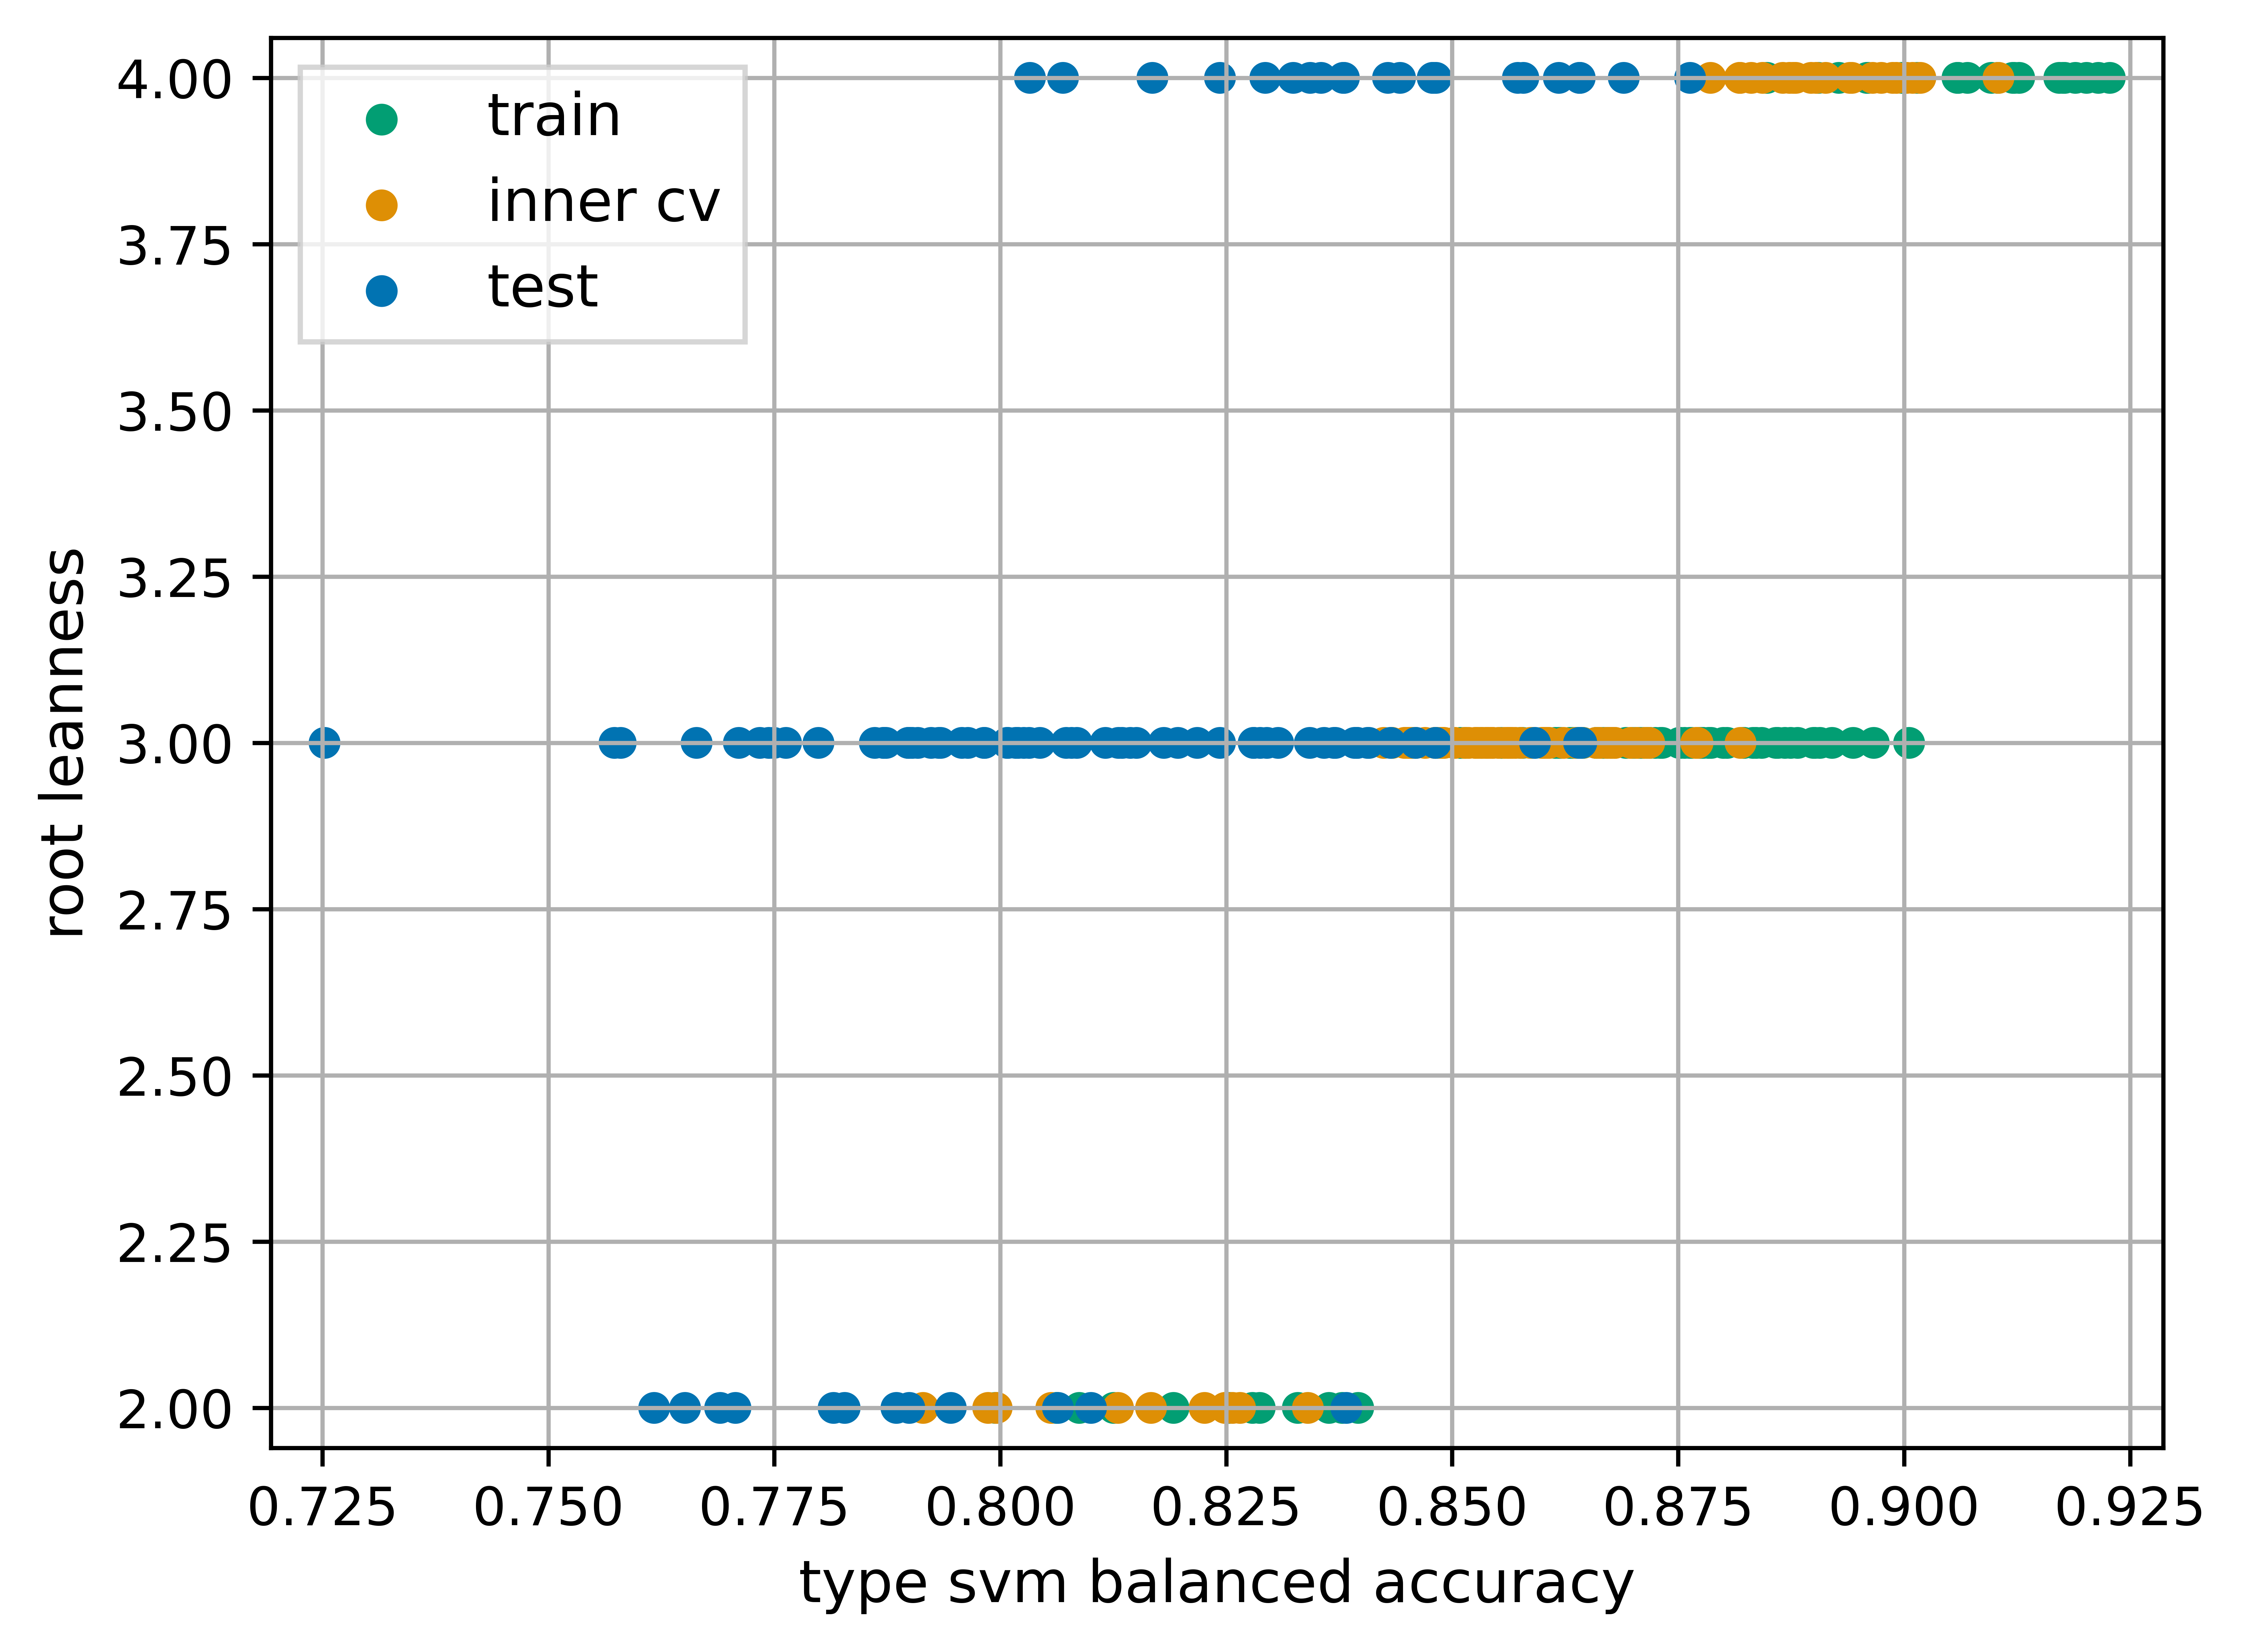 4.00
3.75
3.50
3.25
3.00
2.75
2.50
2.25
2.00
root leanness
train
inner cv
test
0.725 0.750 0.775 0.800 0.825 0.850 0.875 0.900 0.925
type svm balanced accuracy